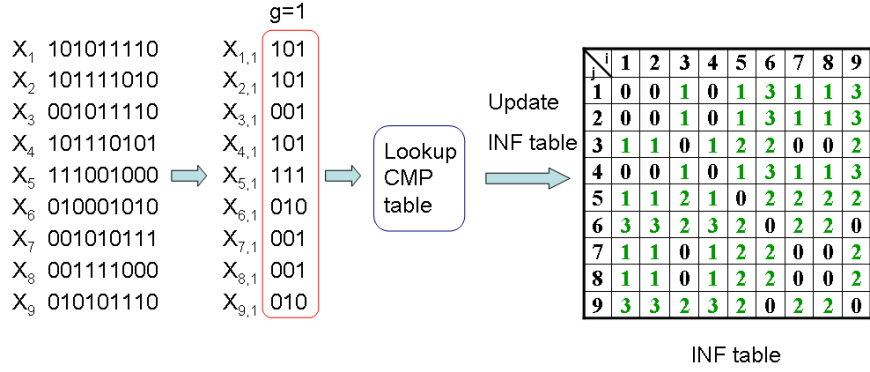 g=1
X1 101011110
X2 101111010
X3 001011110
X4 101110101
X5 111001000
X6 010001010
X7 001010111
X8 001111000
X9 010101110
X1,1 101
X2,1 101
X3,1 001
X4,1 101
X5,1 111
X6,1 010
X7,1 001
X8,1 001
X9,1 010
Lookup
CMP
table
Update
INF table
j i 1 2 3 4 5 6 7 8 9
1 0 0 1 0 1 3 1 1 3
2 0 0 1 0 1 3 1 1 3
3 1 1 0 1 2 2 0 0 2
4 0 0 1 0 1 3 1 1 3
5 1 1 2 1 0 2 2 2 2
6 3 3 2 3 2 0 2 2 0
7 1 1 0 1 2 2 0 0 2
8 1 1 0 1 2 2 0 0 2
9 3 3 2 3 2 0 2 2 0
INF table